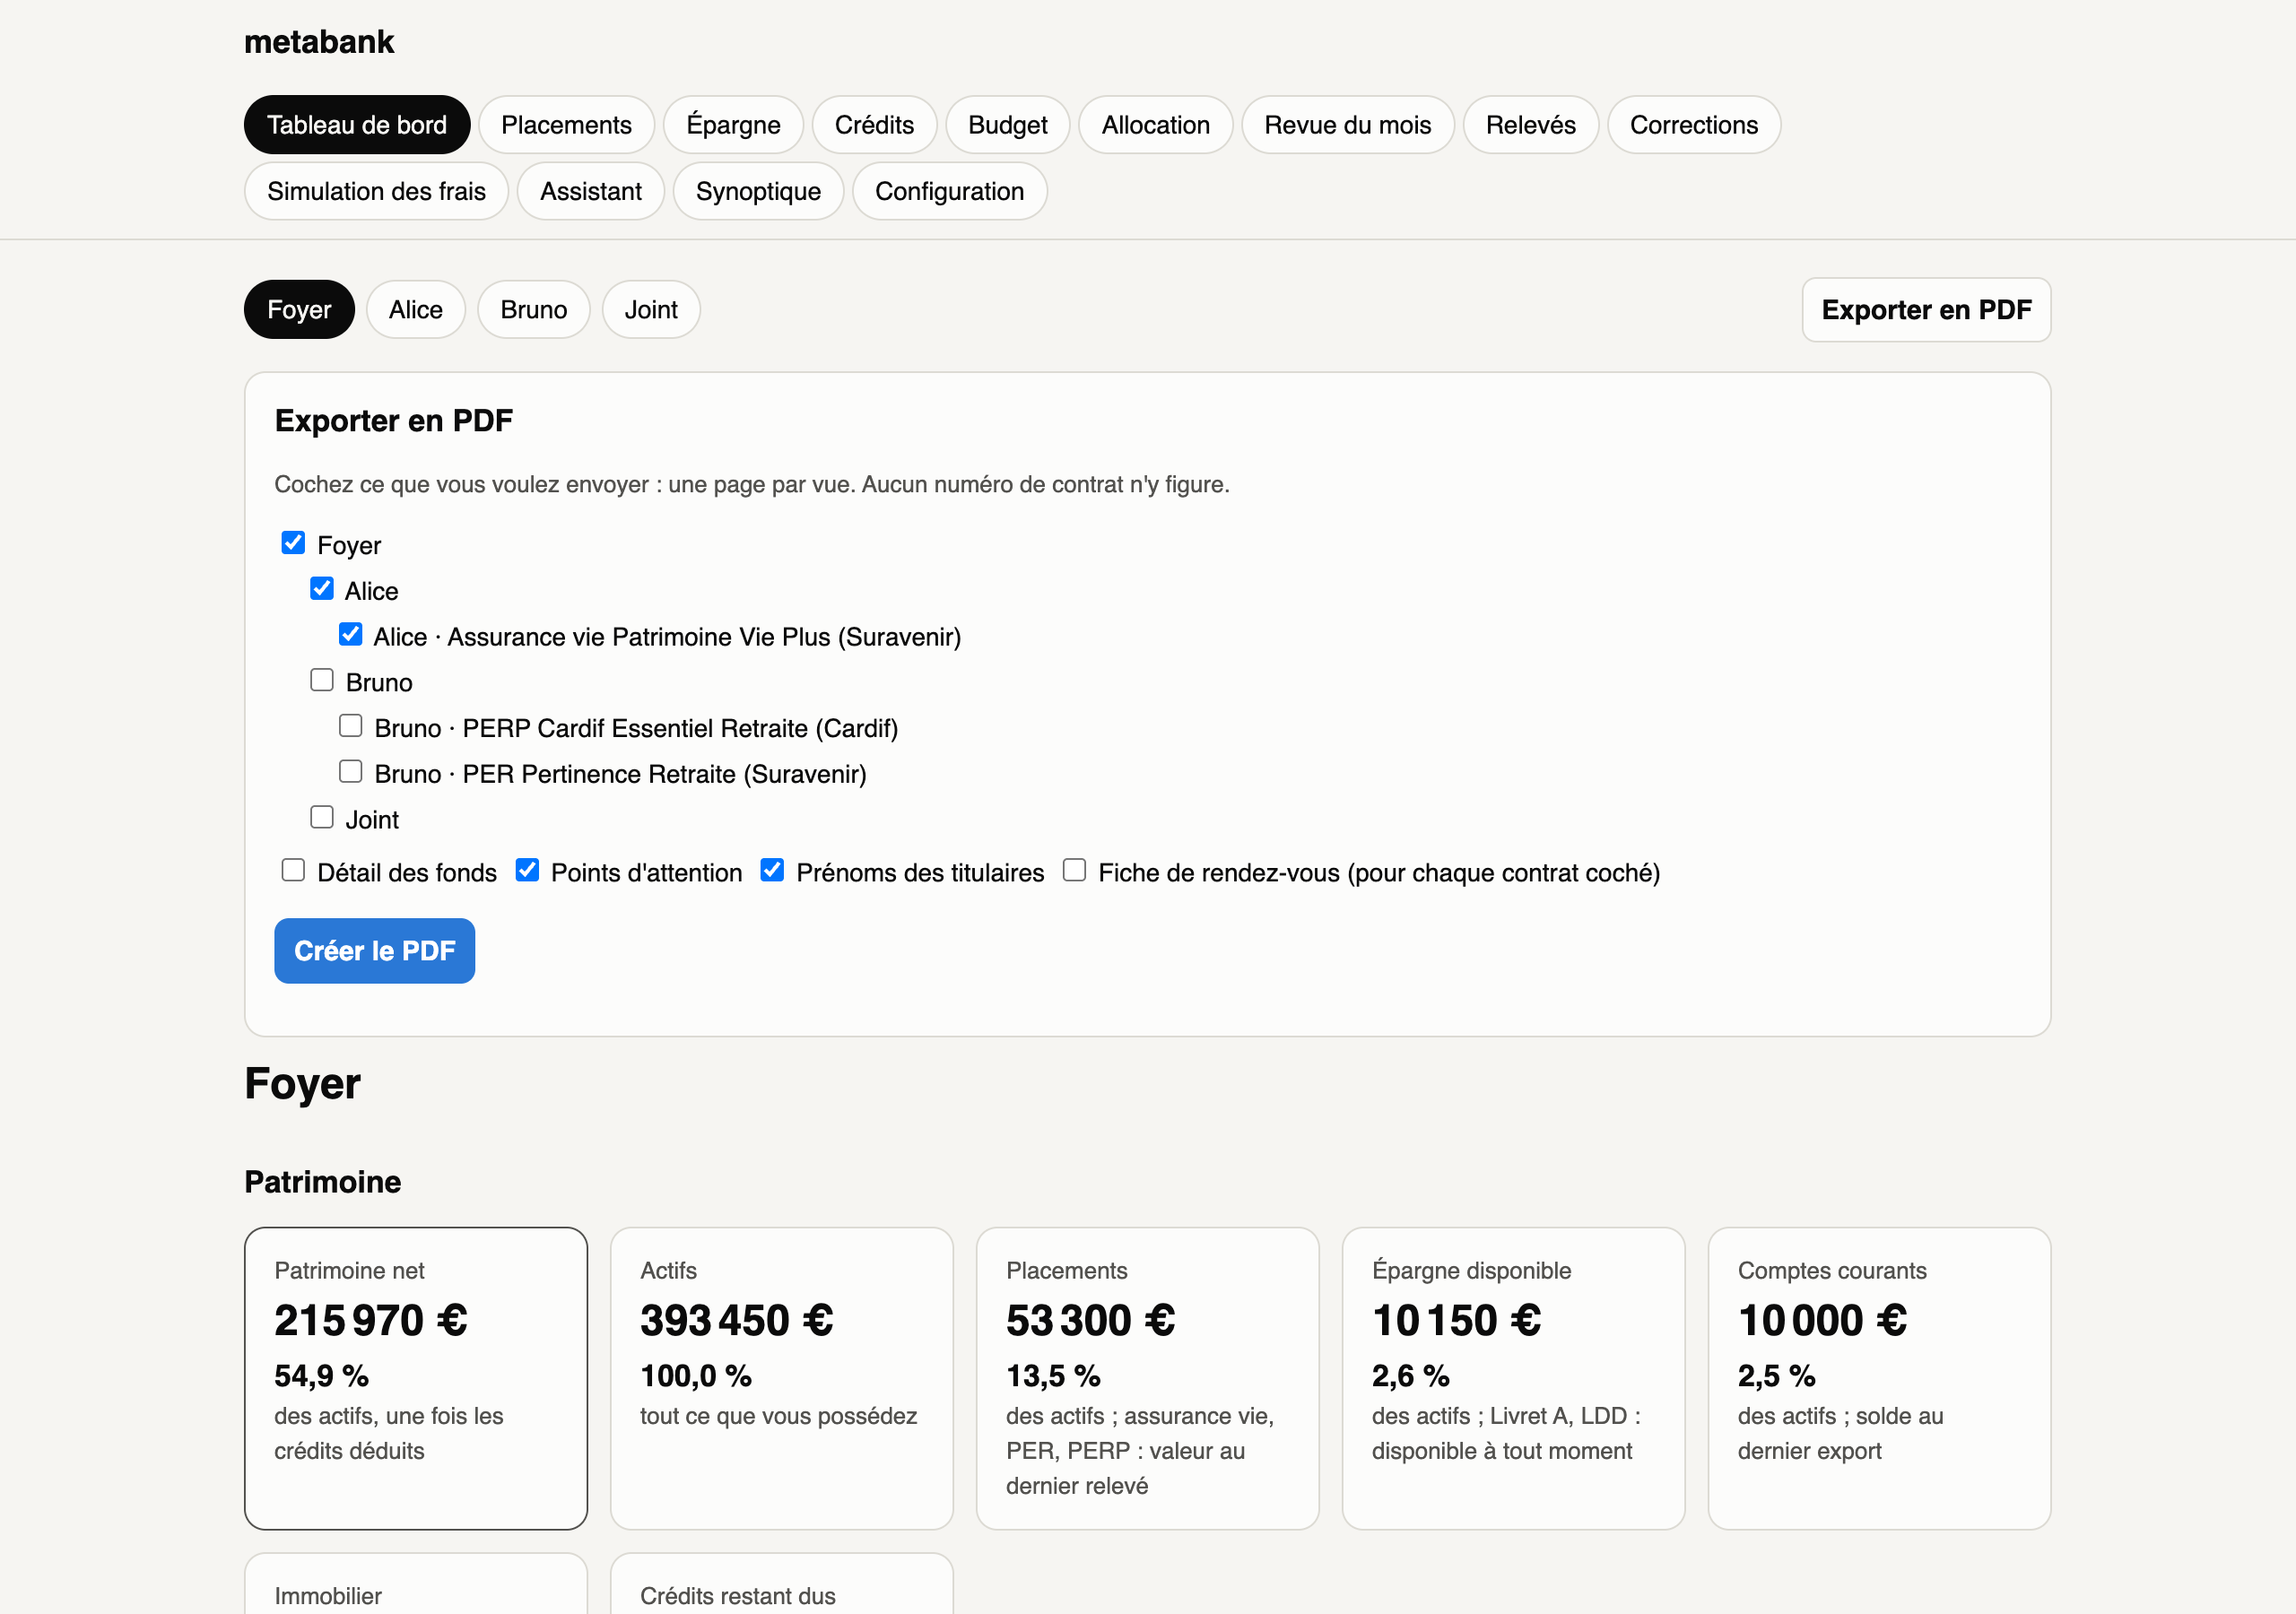 metabank
Tableau de bord Placements Épargne Crédits Budget Allocation Revue du mois Relevés Corrections
Simulation des frais Assistant Synoptique Configuration
Foyer Alice Bruno Joint Exporter en PDF
Exporter en PDF
Cochez ce que vous voulez envoyer : une page par vue. Aucun numéro de contrat n'y figure.
Foyer
Alice
Alice · Assurance vie Patrimoine Vie Plus (Suravenir)
Bruno
Bruno · PERP Cardif Essentiel Retraite (Cardif)
Bruno · PER Pertinence Retraite (Suravenir)
Joint
Détail des fonds Points d'attention Prénoms des titulaires Fiche de rendez-vous (pour chaque contrat coché)
Créer le PDF
Foyer
Patrimoine
Patrimoine net
215 970 €
54,9 %
des actifs, une fois les
crédits déduits
Actifs
393 450 €
100,0 %
tout ce que vous possédez
Placements
53 300 €
13,5 %
des actifs ; assurance vie,
PER, PERP : valeur au
dernier relevé
Épargne disponible
10 150 €
2,6 %
des actifs ; Livret A, LDD :
disponible à tout moment
Comptes courants
10 000 €
2,5 %
des actifs ; solde au
dernier export
Immobilier
Crédits restant dus